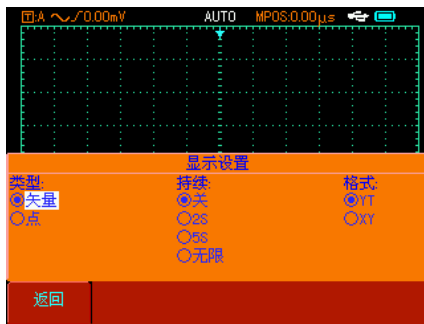 T:A 0.00mV AUTO MPOS:0.00μs
显示设置
类型: 持续: 格式:
矢量 关 YT
点 2S XY
5S
无限
返回